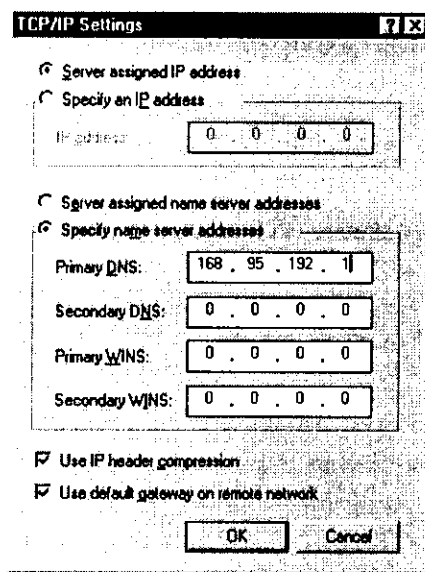 TCP/IP Settings
Server assigned IP address
Specify an IP address
IP address 0 . 0 . 0 . 0
Server assigned name server addresses
Specify name server addresses
Primary DNS: 168 . 95 . 192 . 1
Secondary DNS: 0 . 0 . 0 . 0
Primary WINS: 0 . 0 . 0 . 0
Secondary WINS: 0 . 0 . 0 . 0
Use IP header compression
Use default gateway on remote network
OK Cancel